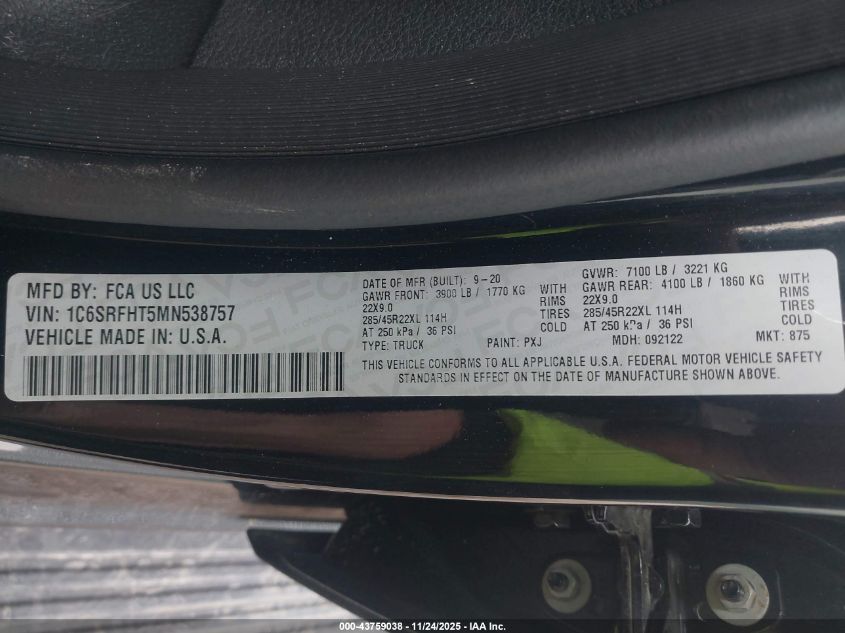 MFD BY: FCA US LLC
VIN: 1C6SRFHT5MN538757
VEHICLE MADE IN: U.S.A.
DATE OF MFR (BUILT): 9-20 GVWR: 7100 LB / 3221 KG
GAWR FRONT: 3900 LB / 1770 KG WITH GAWR REAR: 4100 LB / 1860 KG WITH
22X9.0 TIRES 22X9.0 TIRES
285/45R22XL 114H 285/45R22XL 114H
AT 250 kPa / 36 PSI COLD AT 250 kPa / 36 PSI COLD
TYPE: TRUCK PAINT: PXJ MDH: 092122 MKT: 875
THIS VEHICLE CONFORMS TO ALL APPLICABLE U.S.A. FEDERAL MOTOR VEHICLE SAFETY
STANDARDS IN EFFECT ON THE DATE OF MANUFACTURE SHOWN ABOVE.
000-43759038 - 11/24/2025 - IAA Inc.